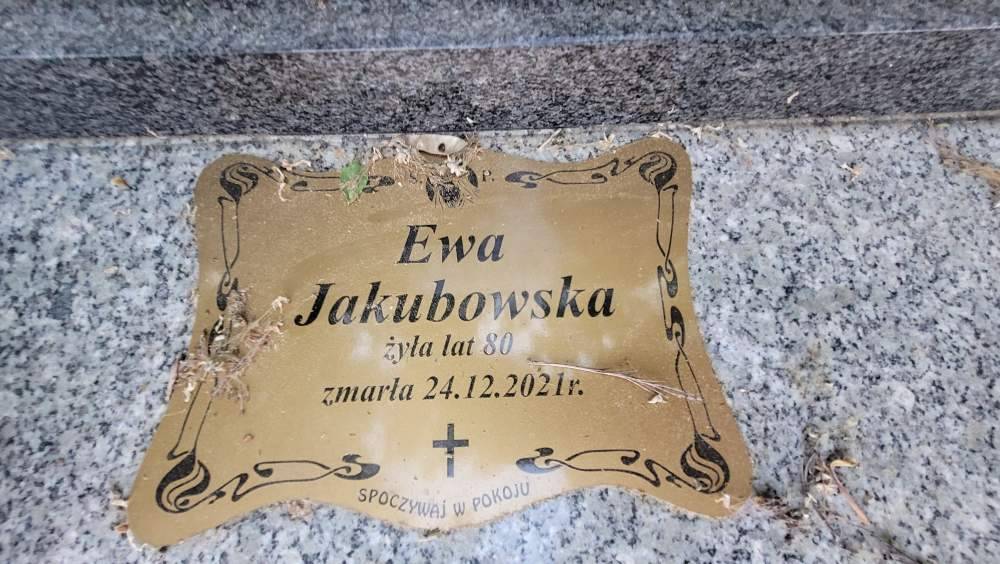 Ś. P.
Ewa
Jakubowska
żyła lat 80
zmarła 24.12.2021r.
SPOCZYWAJ W POKOJU